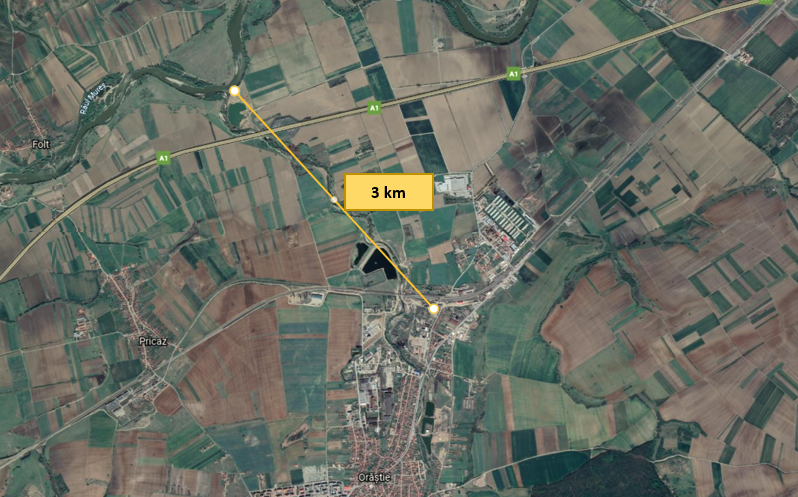 A1
A1
Râul Mureș
A1
Folt
3 km
Pricaz
Orăștie